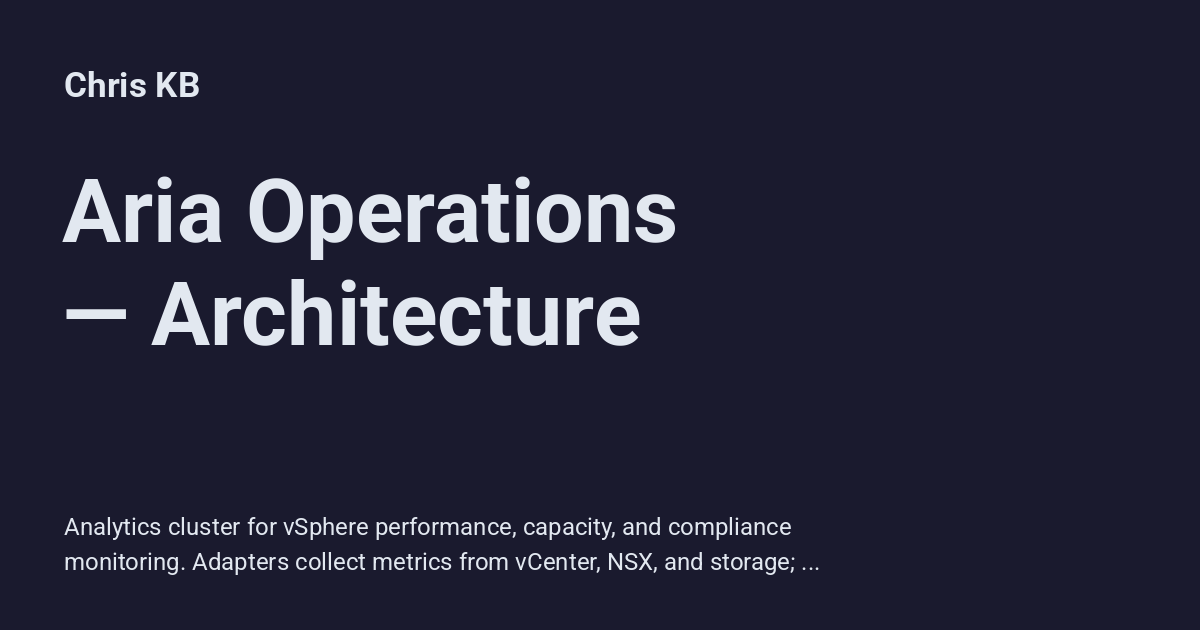 Chris KB
Aria Operations
— Architecture
Analytics cluster for vSphere performance, capacity, and compliance
monitoring. Adapters collect metrics from vCenter, NSX, and storage; ...